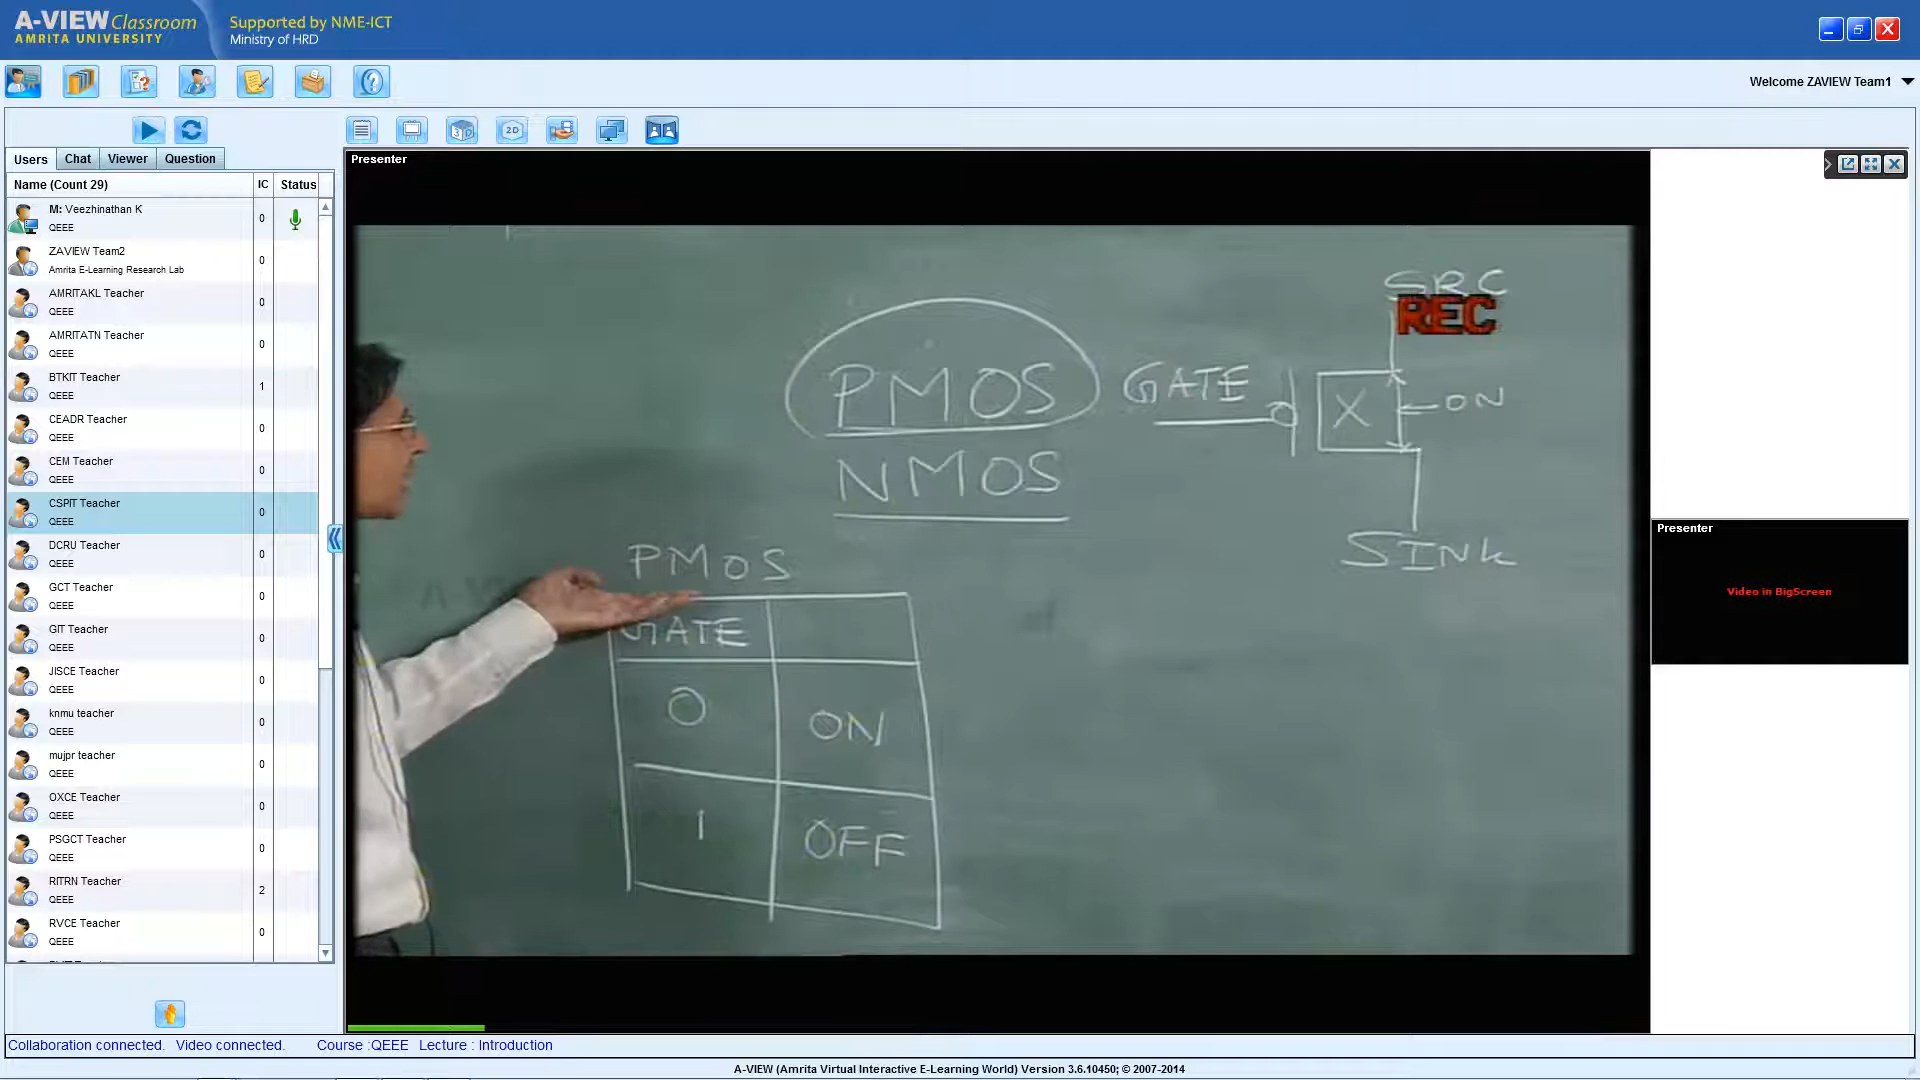 A-VIEW Classroom
AMRITA UNIVERSITY
Supported by NME-ICT
Ministry of HRD
Welcome ZAVIEW Team1
3D
2D
Users Chat Viewer Question
Name (Count 29) IC Status
M: Veezhinathan K
QEEE
0
ZAVIEW Team2
Amrita E-Learning Research Lab
0
AMRITAKL Teacher
QEEE
0
AMRITATN Teacher
QEEE
0
BTKIT Teacher
QEEE
1
CEADR Teacher
QEEE
0
CEM Teacher
QEEE
0
CSPIT Teacher
QEEE
0
DCRU Teacher
QEEE
0
GCT Teacher
QEEE
0
GIT Teacher
QEEE
0
JISCE Teacher
QEEE
0
knmu teacher
QEEE
0
mujpr teacher
QEEE
0
OXCE Teacher
QEEE
0
PSGCT Teacher
QEEE
0
RITRN Teacher
QEEE
2
RVCE Teacher
QEEE
0
Presenter
SRC
REC
PMOS GATE X ON
NMOS
SINK
PMOS
GATE
0 ON
1 OFF
Presenter
Video in BigScreen
Collaboration connected. Video connected. Course :QEEE Lecture : Introduction
A-VIEW (Amrita Virtual Interactive E-Learning World) Version 3.6.10450; © 2007-2014